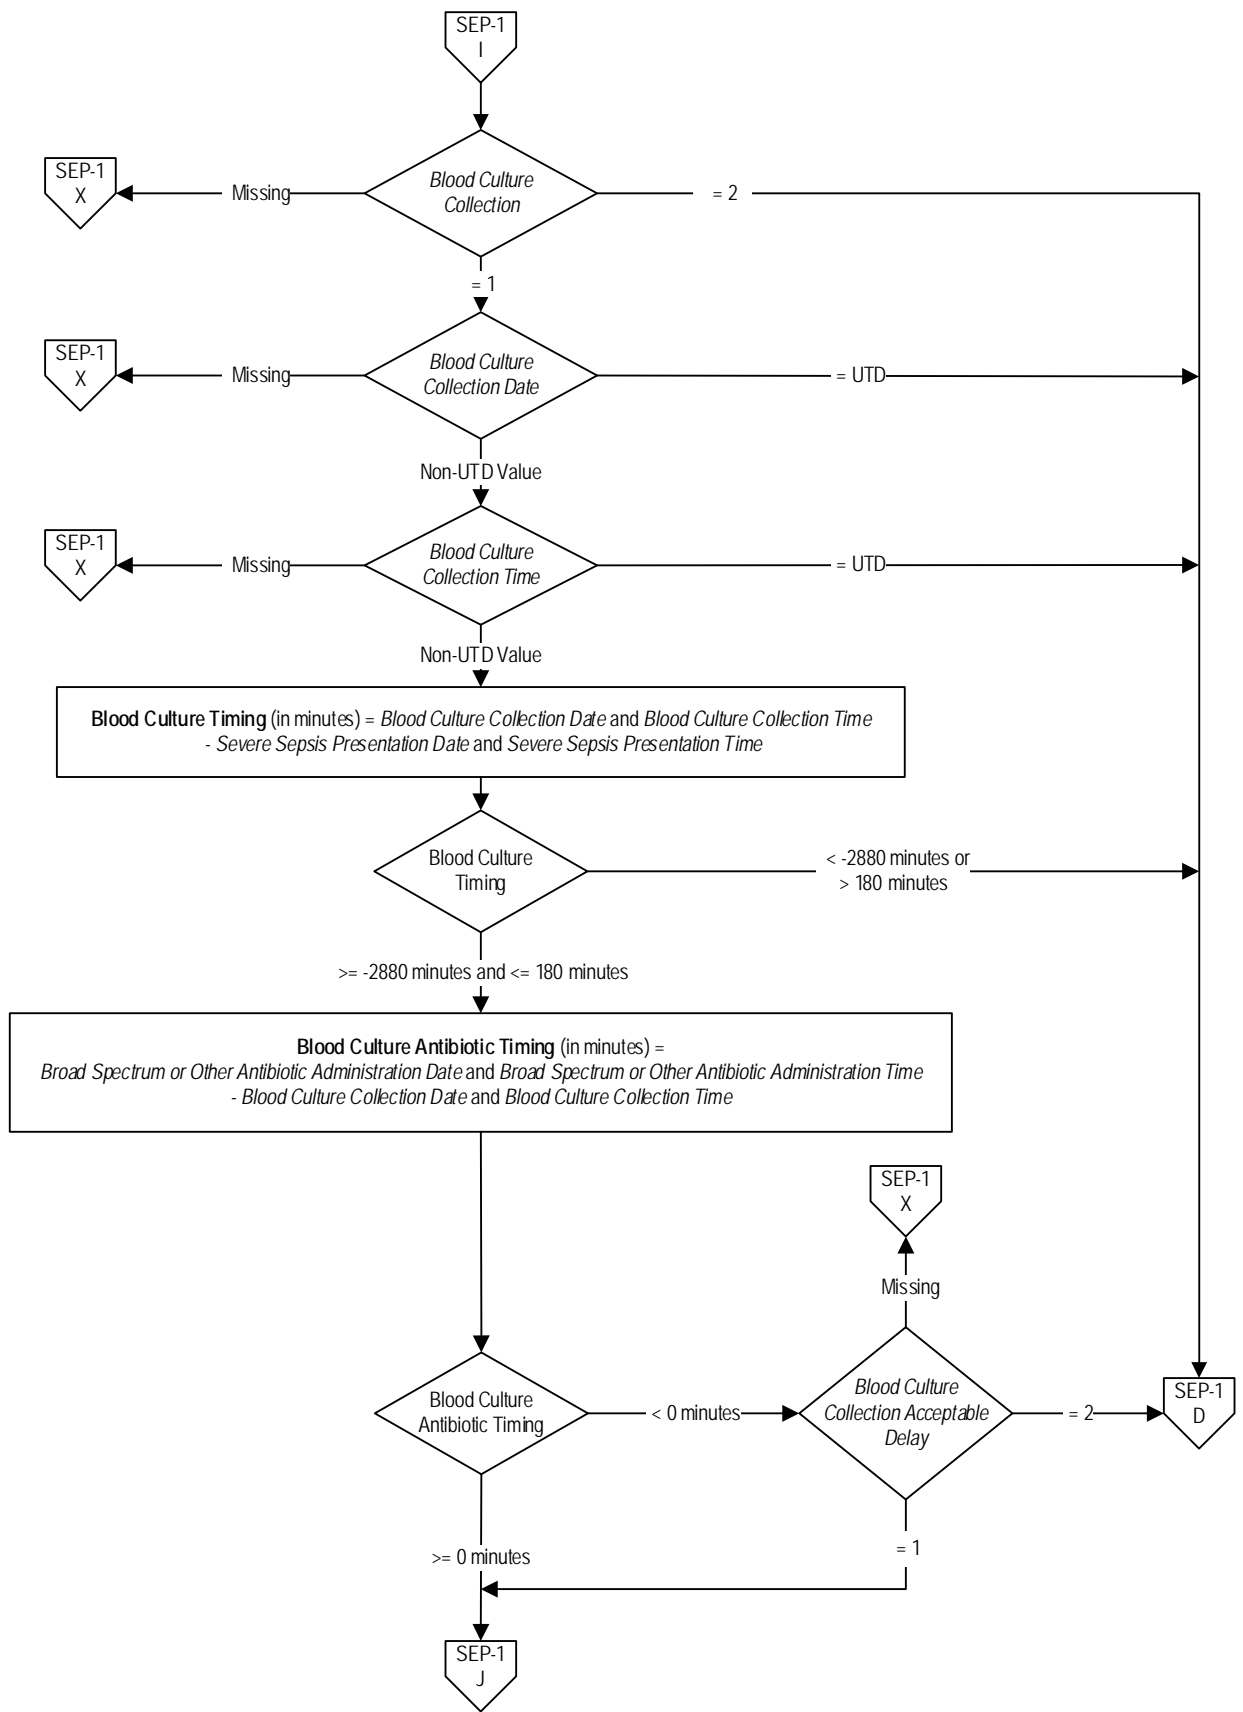 SEP-1
I
SEP-1
X
Missing
Blood Culture
Collection
= 2
= 1
SEP-1
X
Missing
Blood Culture
Collection Date
= UTD
Non-UTD Value
SEP-1
X
Missing
Blood Culture
Collection Time
= UTD
Non-UTD Value
Blood Culture Timing (in minutes) = Blood Culture Collection Date and Blood Culture Collection Time
- Severe Sepsis Presentation Date and Severe Sepsis Presentation Time
Blood Culture
Timing
< -2880 minutes or
> 180 minutes
>= -2880 minutes and <= 180 minutes
Blood Culture Antibiotic Timing (in minutes) =
Broad Spectrum or Other Antibiotic Administration Date and Broad Spectrum or Other Antibiotic Administration Time
- Blood Culture Collection Date and Blood Culture Collection Time
SEP-1
X
Missing
Blood Culture
Antibiotic Timing
< 0 minutes
Blood Culture
Collection Acceptable
Delay
= 2
SEP-1
D
>= 0 minutes
= 1
SEP-1
J